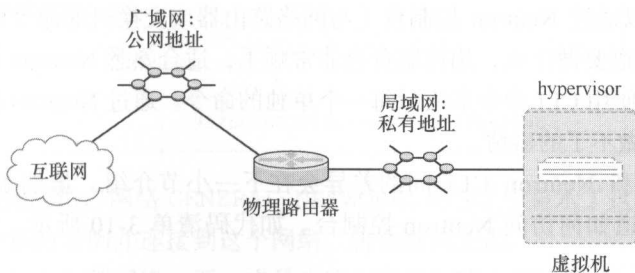 广域网:
公网地址
局域网:
私有地址
hypervisor
互联网
物理路由器
虚拟机